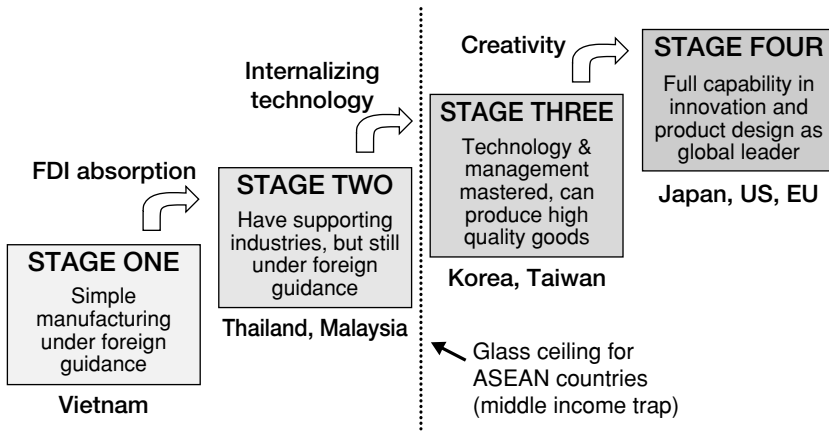 FDI absorption
STAGE ONE
Simple
manufacturing
under foreign
guidance
Vietnam
Internalizing
technology
STAGE TWO
Have supporting
industries, but still
under foreign
guidance
Thailand, Malaysia
Creativity
STAGE THREE
Technology &
management
mastered, can
produce high
quality goods
Korea, Taiwan
STAGE FOUR
Full capability in
innovation and
product design as
global leader
Japan, US, EU
Glass ceiling for
ASEAN countries
(middle income trap)